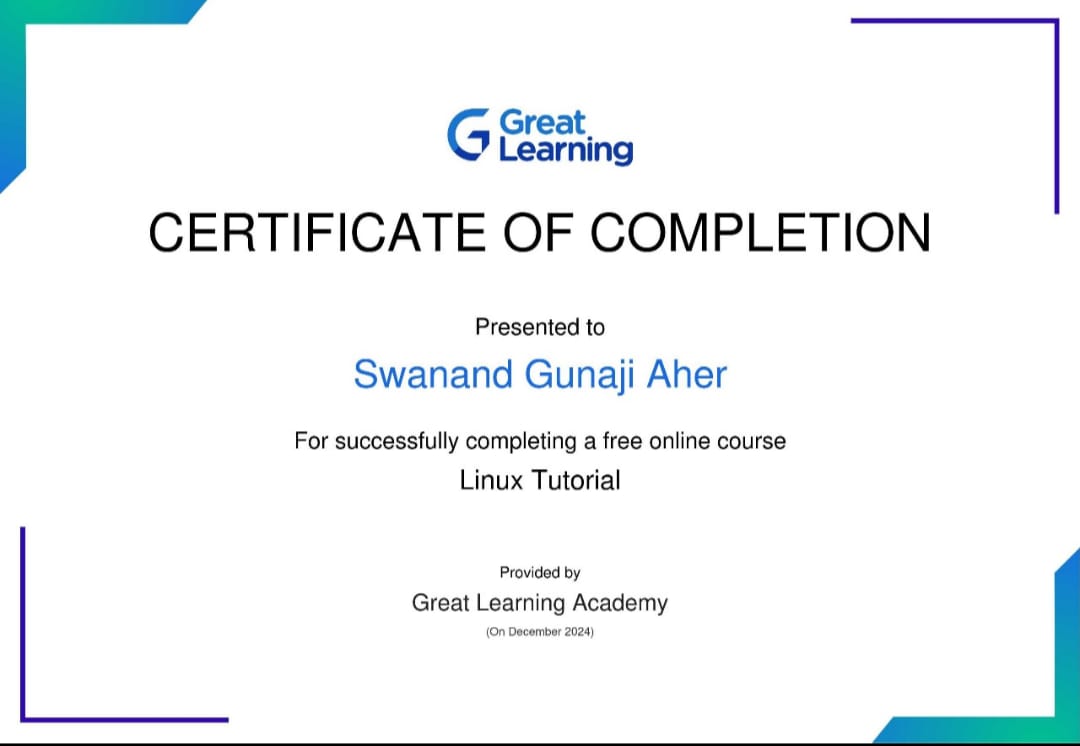 Great
Learning
CERTIFICATE OF COMPLETION
Presented to
Swanand Gunaji Aher
For successfully completing a free online course
Linux Tutorial
Provided by
Great Learning Academy
(On December 2024)